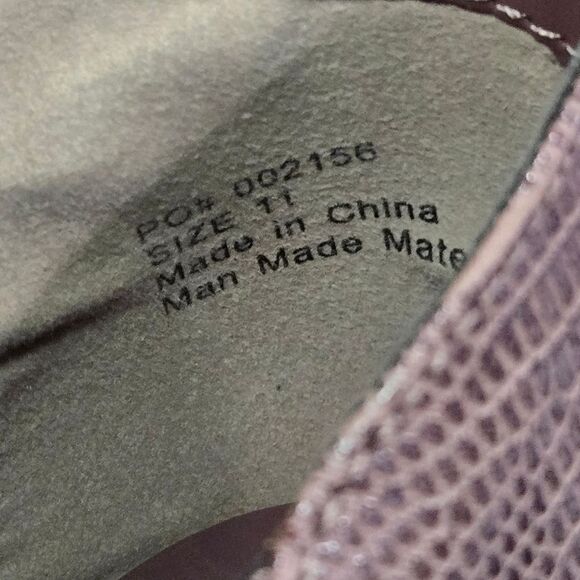 PO# 002156
SIZE 11
Made in China
Man Made Mate